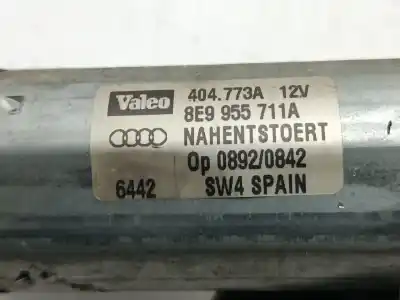 Valeo 404.773A 12V
8E9 955 711A
NAHENTSTOERT
Op 0892/0842
6442 SW4 SPAIN